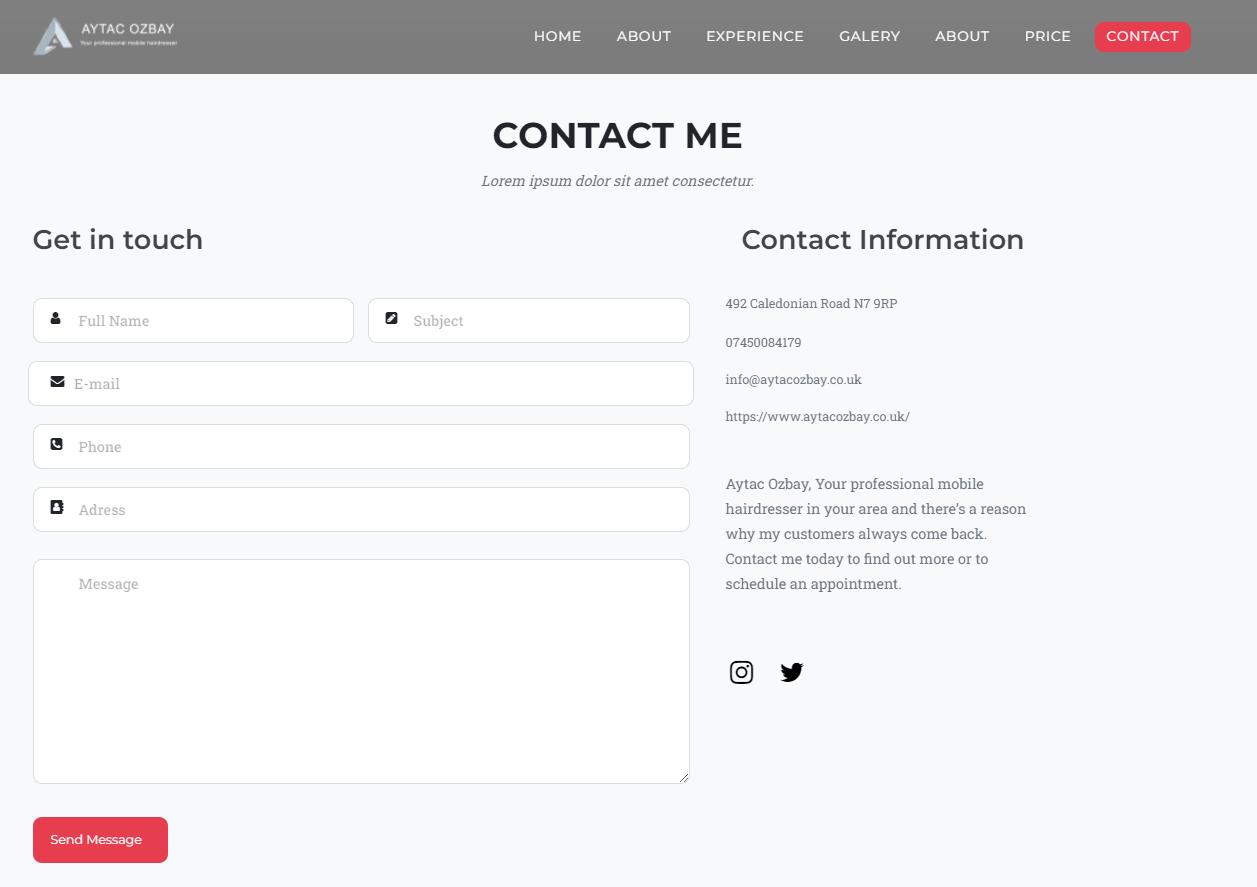 AYTAC OZBAY
Your professional mobile hairdresser
HOME ABOUT EXPERIENCE GALERY ABOUT PRICE CONTACT
CONTACT ME
Lorem ipsum dolor sit amet consectetur.
Get in touch
Full Name
Subject
E-mail
Phone
Adress
Message
Send Message
Contact Information
492 Caledonian Road N7 9RP
07450084179
info@aytacozbay.co.uk
https://www.aytacozbay.co.uk/
Aytac Ozbay, Your professional mobile
hairdresser in your area and there's a reason
why my customers always come back.
Contact me today to find out more or to
schedule an appointment.